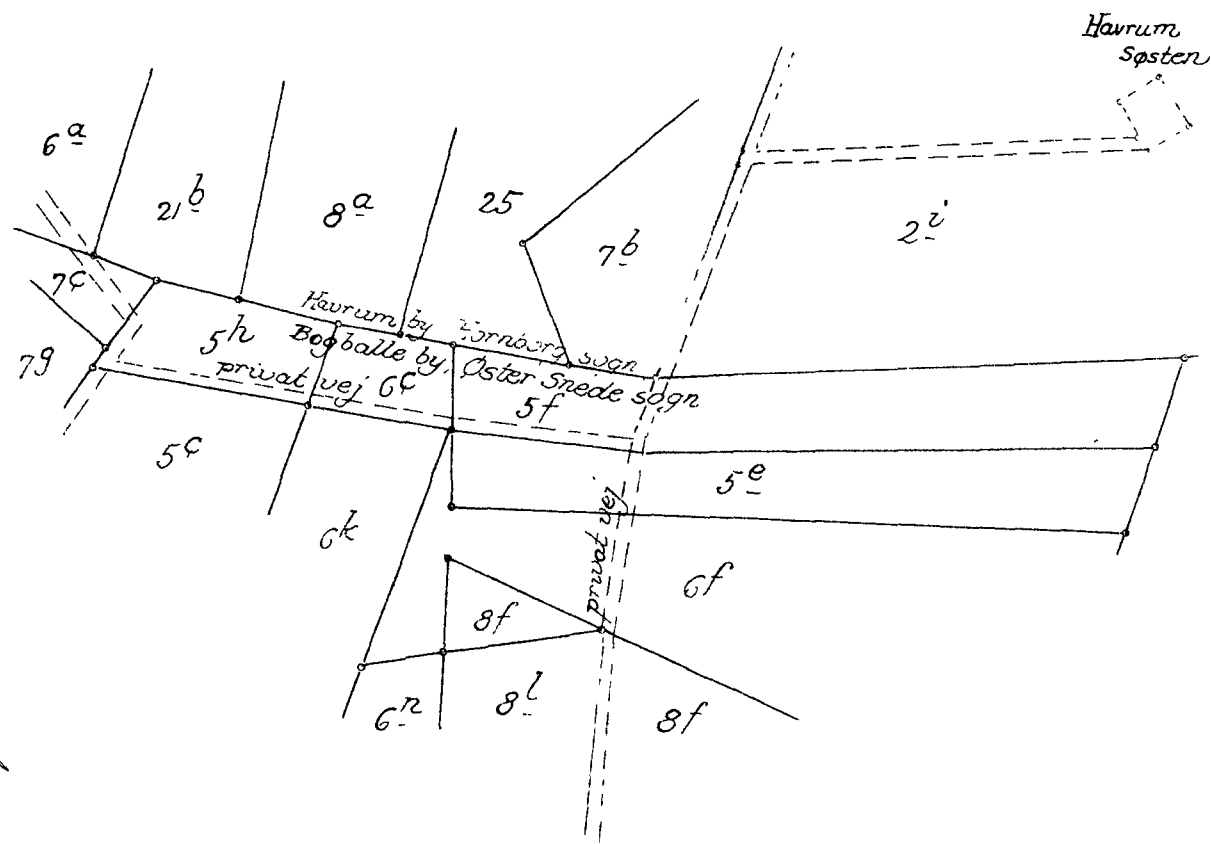 Havrum
Søsten
6a
21b
8a
25
7b
2i
7c
Havrum by sogn
5h
Bogballe by, Øster Snede sogn
7g
privat vej
6c
5f
5c
5e
6k
privat vej
6f
8f
6n
8l
8f